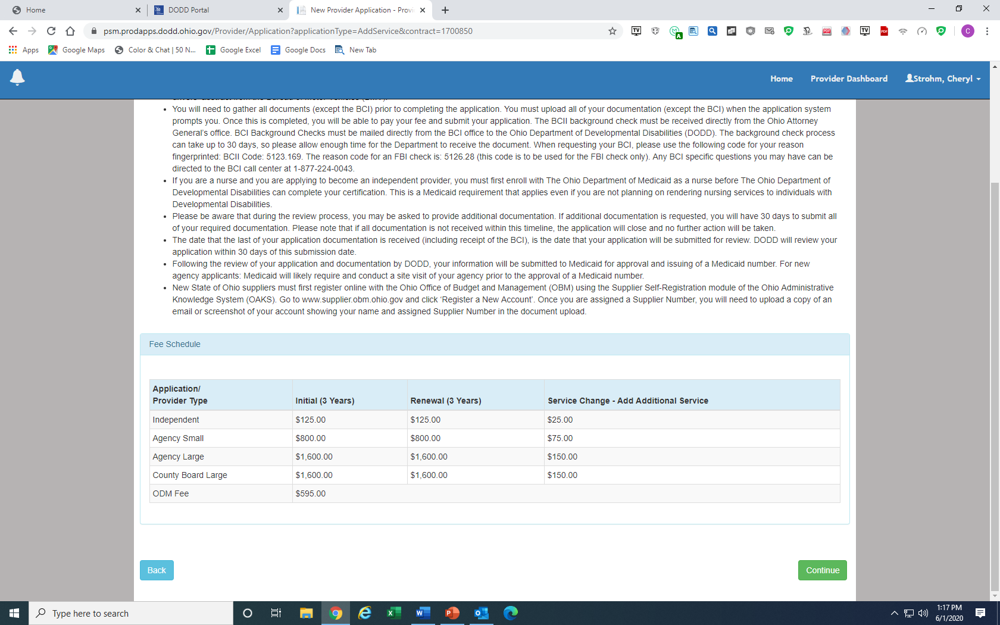 Home
DODD Portal
New Provider Application - Provi
psm.prodapps.dodd.ohio.gov/Provider/Application?applicationType=AddService&contract=1700850
Apps
Google Maps
Color & Chat | 50 N...
Google Excel
Google Docs
New Tab
Home
Provider Dashboard
Strohm, Cheryl
• You will need to gather all documents (except the BCI) prior to completing the application. You must upload all of your documentation (except the BCI) when the application system
prompts you. Once this is completed, you will be able to pay your fee and submit your application. The BCII background check must be received directly from the Ohio Attorney
General's office. BCI Background Checks must be mailed directly from the BCI office to the Ohio Department of Developmental Disabilities (DODD). The background check process
can take up to 30 days, so please allow enough time for the Department to receive the document. When requesting your BCI, please use the following code for your reason
fingerprinted: BCII Code: 5123.169. The reason code for an FBI check is: 5126.28 (this code is to be used for the FBI check only). Any BCI specific questions you may have can be
directed to the BCI call center at 1-877-224-0043.
• If you are a nurse and you are applying to become an independent provider, you must first enroll with The Ohio Department of Medicaid as a nurse before The Ohio Department of
Developmental Disabilities can complete your certification. This is a Medicaid requirement that applies even if you are not planning on rendering nursing services to individuals with
Developmental Disabilities.
• Please be aware that during the review process, you may be asked to provide additional documentation. If additional documentation is requested, you will have 30 days to submit all
of your required documentation. Please note that if all documentation is not received within this timeline, the application will close and no further action will be taken.
• The date that the last of your application documentation is received (including receipt of the BCI), is the date that your application will be submitted for review. DODD will review your
application within 30 days of this submission date.
• Following the review of your application and documentation by DODD, your information will be submitted to Medicaid for approval and issuing of a Medicaid number. For new
agency applicants: Medicaid will likely require and conduct a site visit of your agency prior to the approval of a Medicaid number.
• New State of Ohio suppliers must first register online with the Ohio Office of Budget and Management (OBM) using the Supplier Self-Registration module of the Ohio Administrative
Knowledge System (OAKS). Go to www.supplier.obm.ohio.gov and click ‘Register a New Account’. Once you are assigned a Supplier Number, you will need to upload a copy of an
email or screenshot of your account showing your name and assigned Supplier Number in the document upload.
Fee Schedule
Application/
Provider Type Initial (3 Years) Renewal (3 Years) Service Change - Add Additional Service
Independent $125.00 $125.00 $25.00
Agency Small $800.00 $800.00 $75.00
Agency Large $1,600.00 $1,600.00 $150.00
County Board Large $1,600.00 $1,600.00 $150.00
ODM Fee $595.00
Back
Continue
Type here to search
1:17 PM
6/1/2020